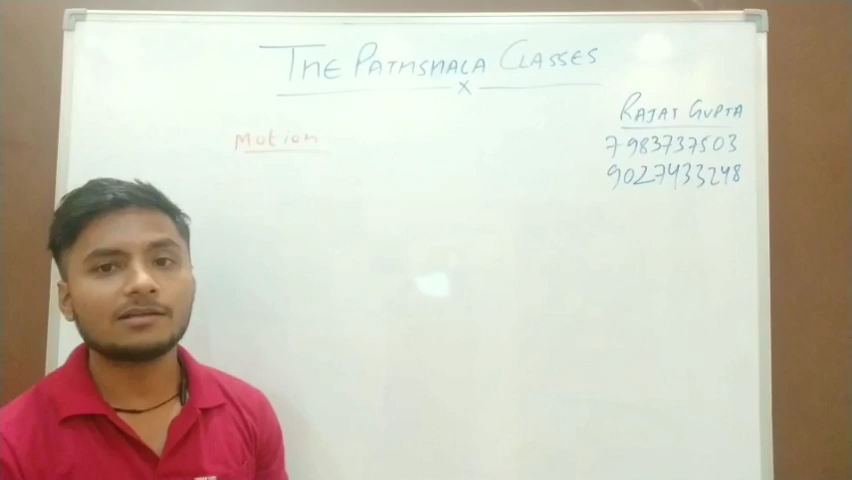 THE PATHSHALA CLASSES
x
RAJAT GUPTA
7983737503
9027433248
Motion